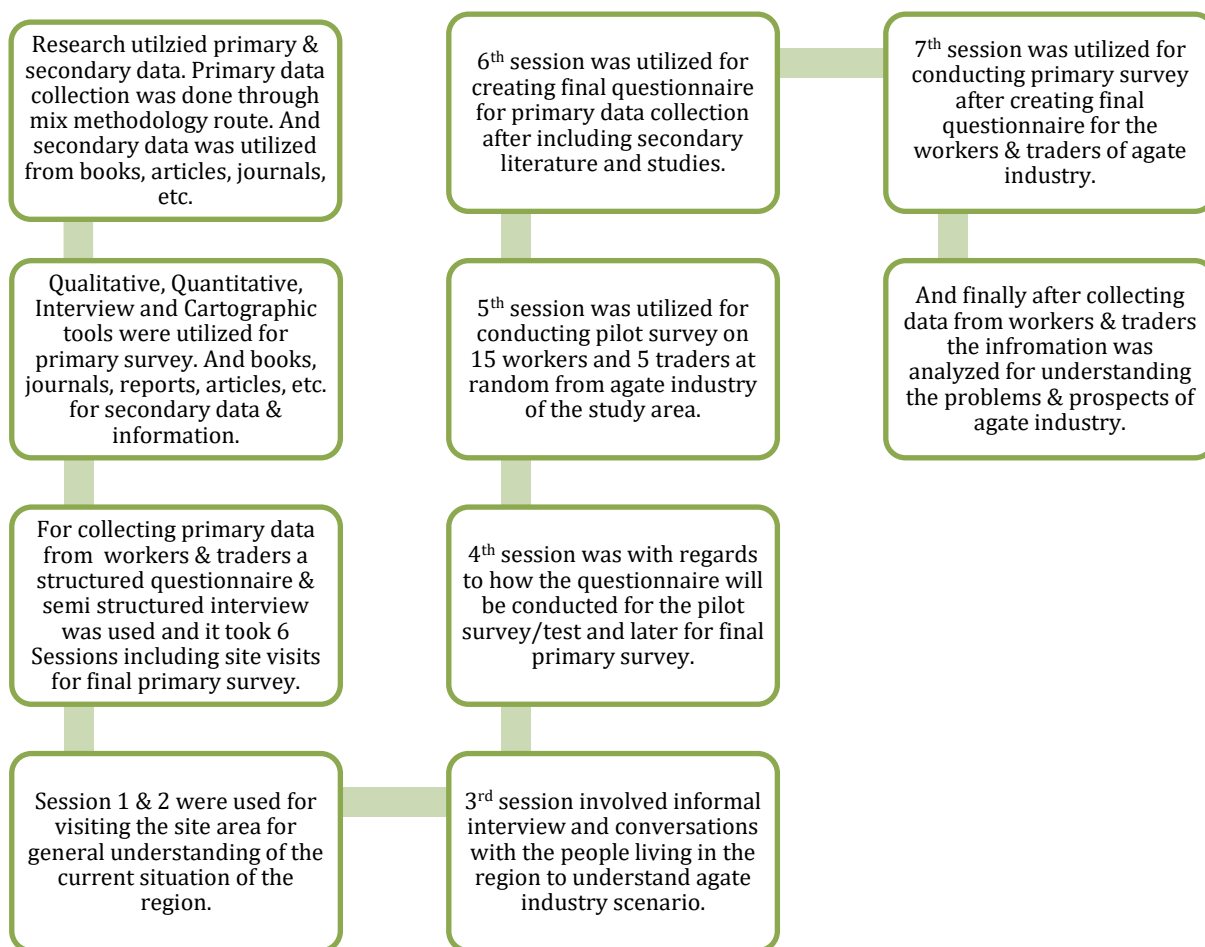 Research utilzied primary &
secondary data. Primary data
collection was done through
mix methodology route. And
secondary data was utilized
from books, articles, journals,
etc.
Qualitative, Quantitative,
Interview and Cartographic
tools were utilized for
primary survey. And books,
journals, reports, articles, etc.
for secondary data &
information.
For collecting primary data
from workers & traders a
structured questionnaire &
semi structured interview
was used and it took 6
Sessions including site visits
for final primary survey.
Session 1 & 2 were used for
visiting the site area for
general understanding of the
current situation of the
region.
3rd session involved informal
interview and conversations
with the people living in the
region to understand agate
industry scenario.
4th session was with regards
to how the questionnaire will
be conducted for the pilot
survey/test and later for final
primary survey.
5th session was utilized for
conducting pilot survey on
15 workers and 5 traders at
random from agate industry
of the study area.
6th session was utilized for
creating final questionnaire
for primary data collection
after including secondary
literature and studies.
7th session was utilized for
conducting primary survey
after creating final
questionnaire for the
workers & traders of agate
industry.
And finally after collecting
data from workers & traders
the infromation was
analyzed for understanding
the problems & prospects of
agate industry.